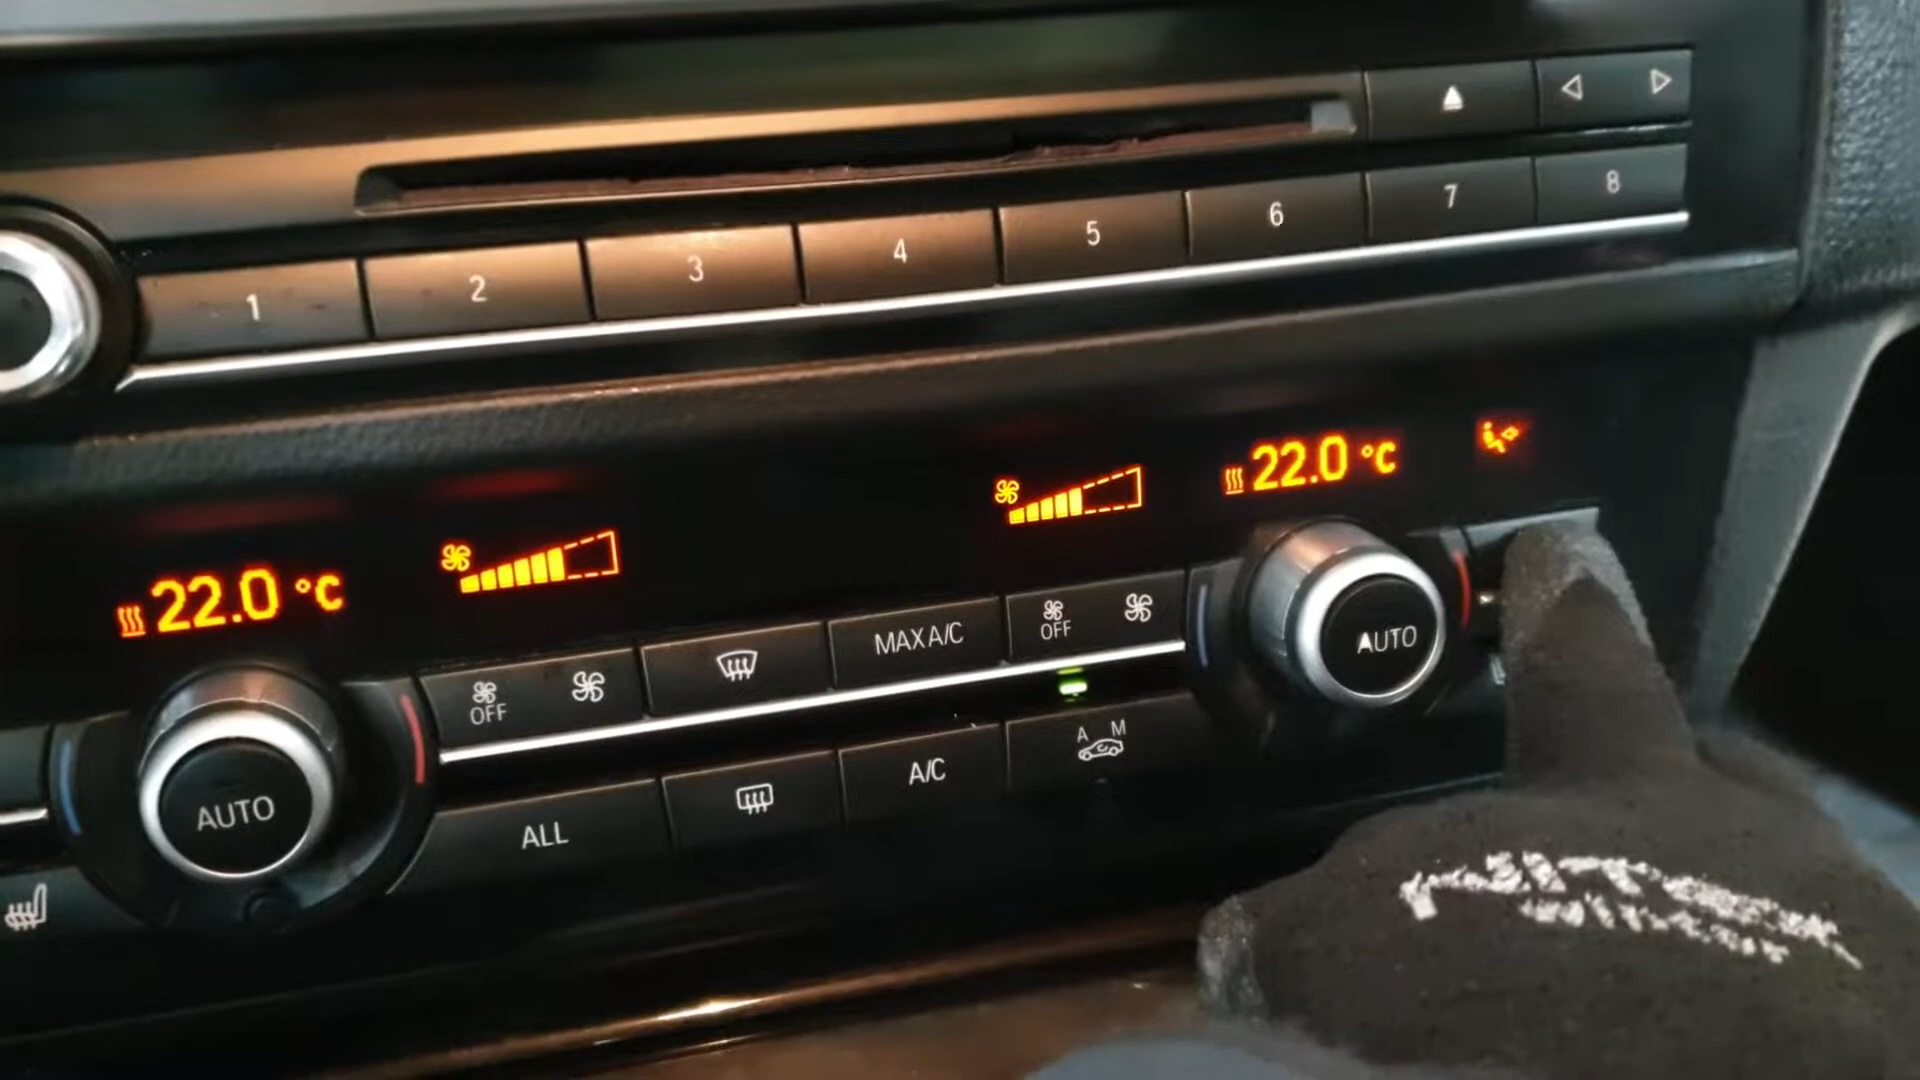 1 2 3 4 5 6 7 8
22.0 °C
22.0 °C
OFF
MAX A/C
OFF
AUTO
AUTO
ALL
A/C
A M